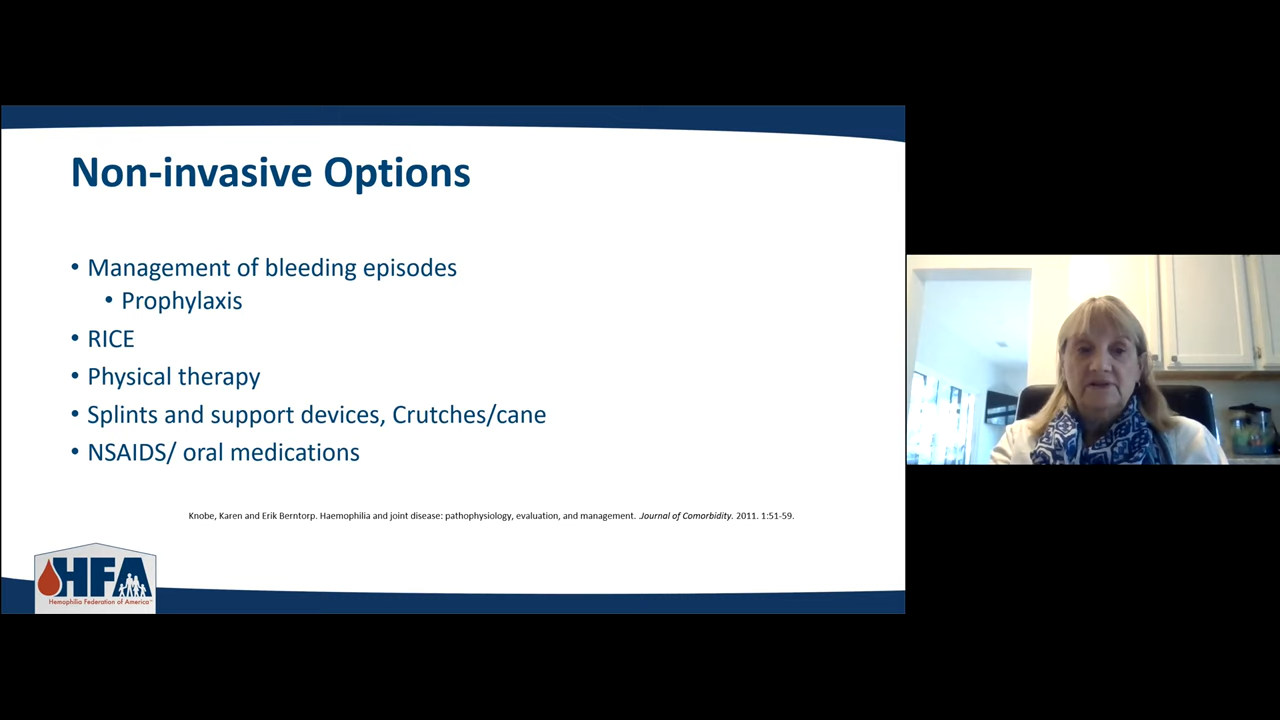 Non-invasive Options
• Management of bleeding episodes
• Prophylaxis
• RICE
• Physical therapy
• Splints and support devices, Crutches/cane
• NSAIDS/ oral medications
Knobe, Karen and Erik Berntorp. Haemophilia and joint disease: pathophysiology, evaluation, and management. .Journal of Comorbidity. 2011. 1:51-59.
HFA
Hemophilia Federation of America™